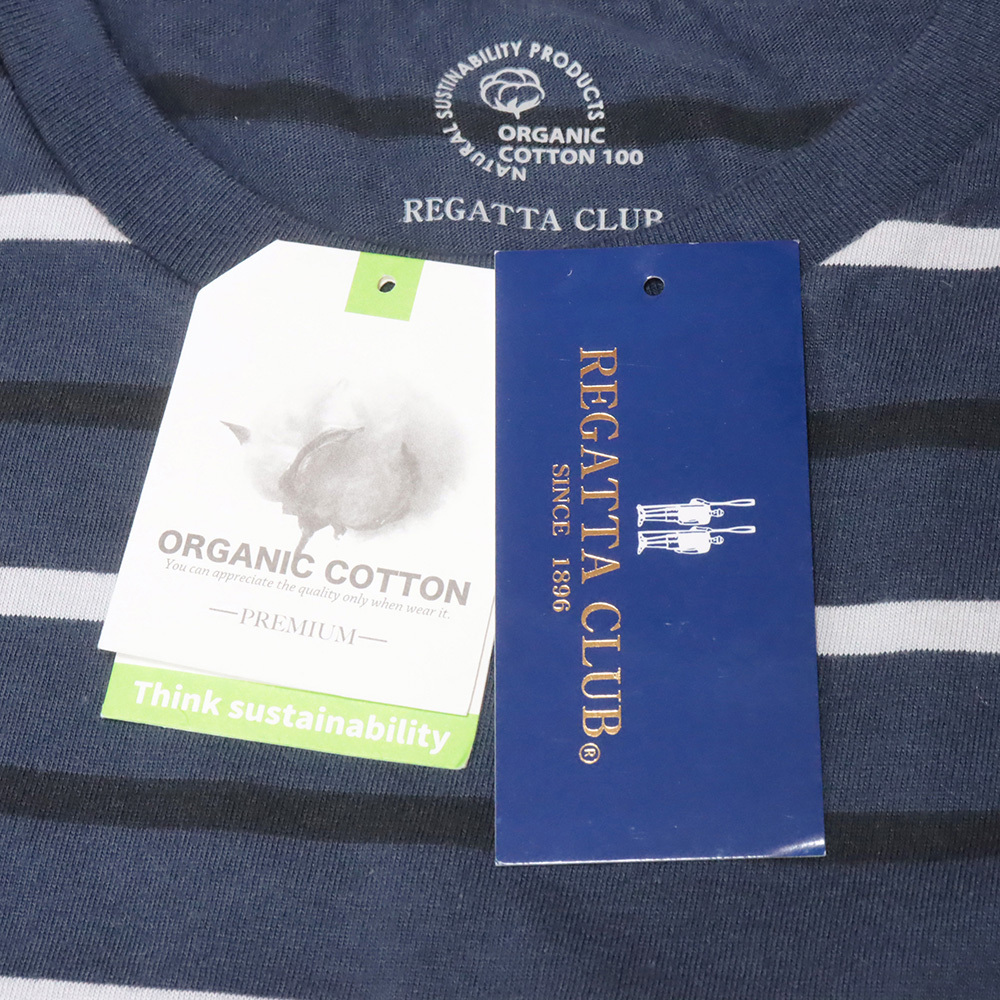 NATURAL SUSTINABILITY PRODUCTS
ORGANIC
COTTON 100
REGATTA CLUB
ORGANIC COTTON
You can appreciate the quality only when wear it.
PREMIUM
Think sustainability
REGATTA CLUB®
SINCE 1896